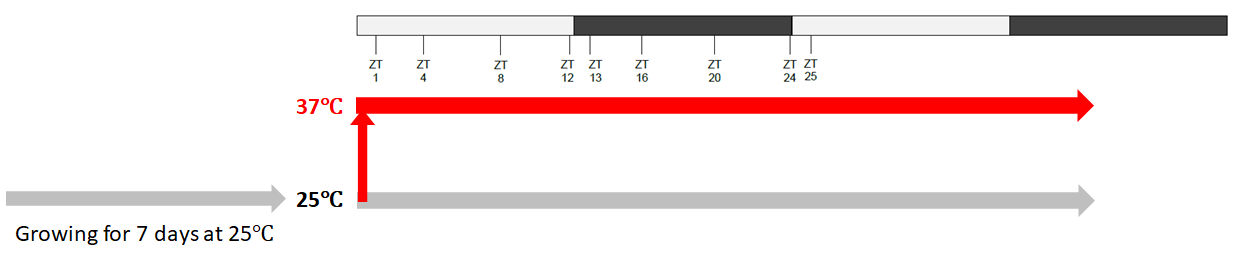 ZT ZT ZT ZT ZT ZT ZT ZT ZT
1 4 8 12 13 16 20 24 25
37℃
25℃
Growing for 7 days at 25℃